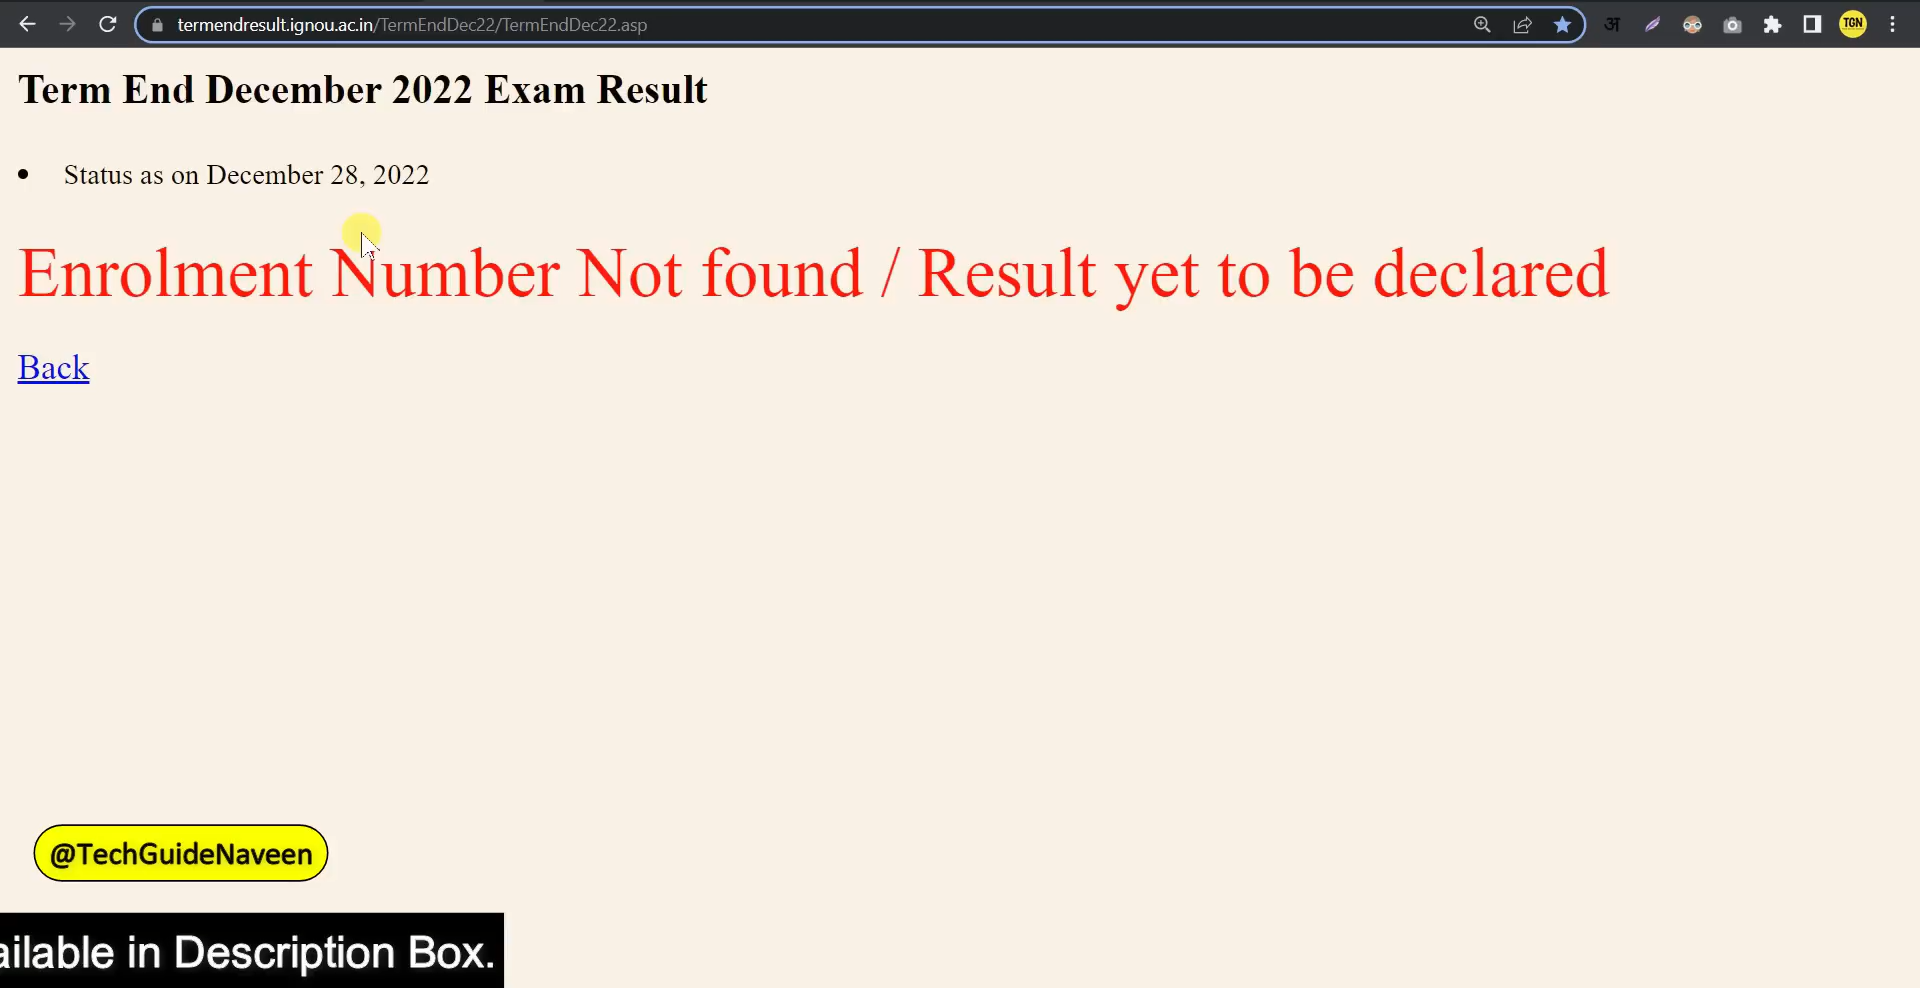 termendresult.ignou.ac.in/TermEndDec22/TermEndDec22.asp
अ
TGN
Term End December 2022 Exam Result
• Status as on December 28, 2022
Enrolment Number Not found / Result yet to be declared
Back
@TechGuideNaveen
ailable in Description Box.